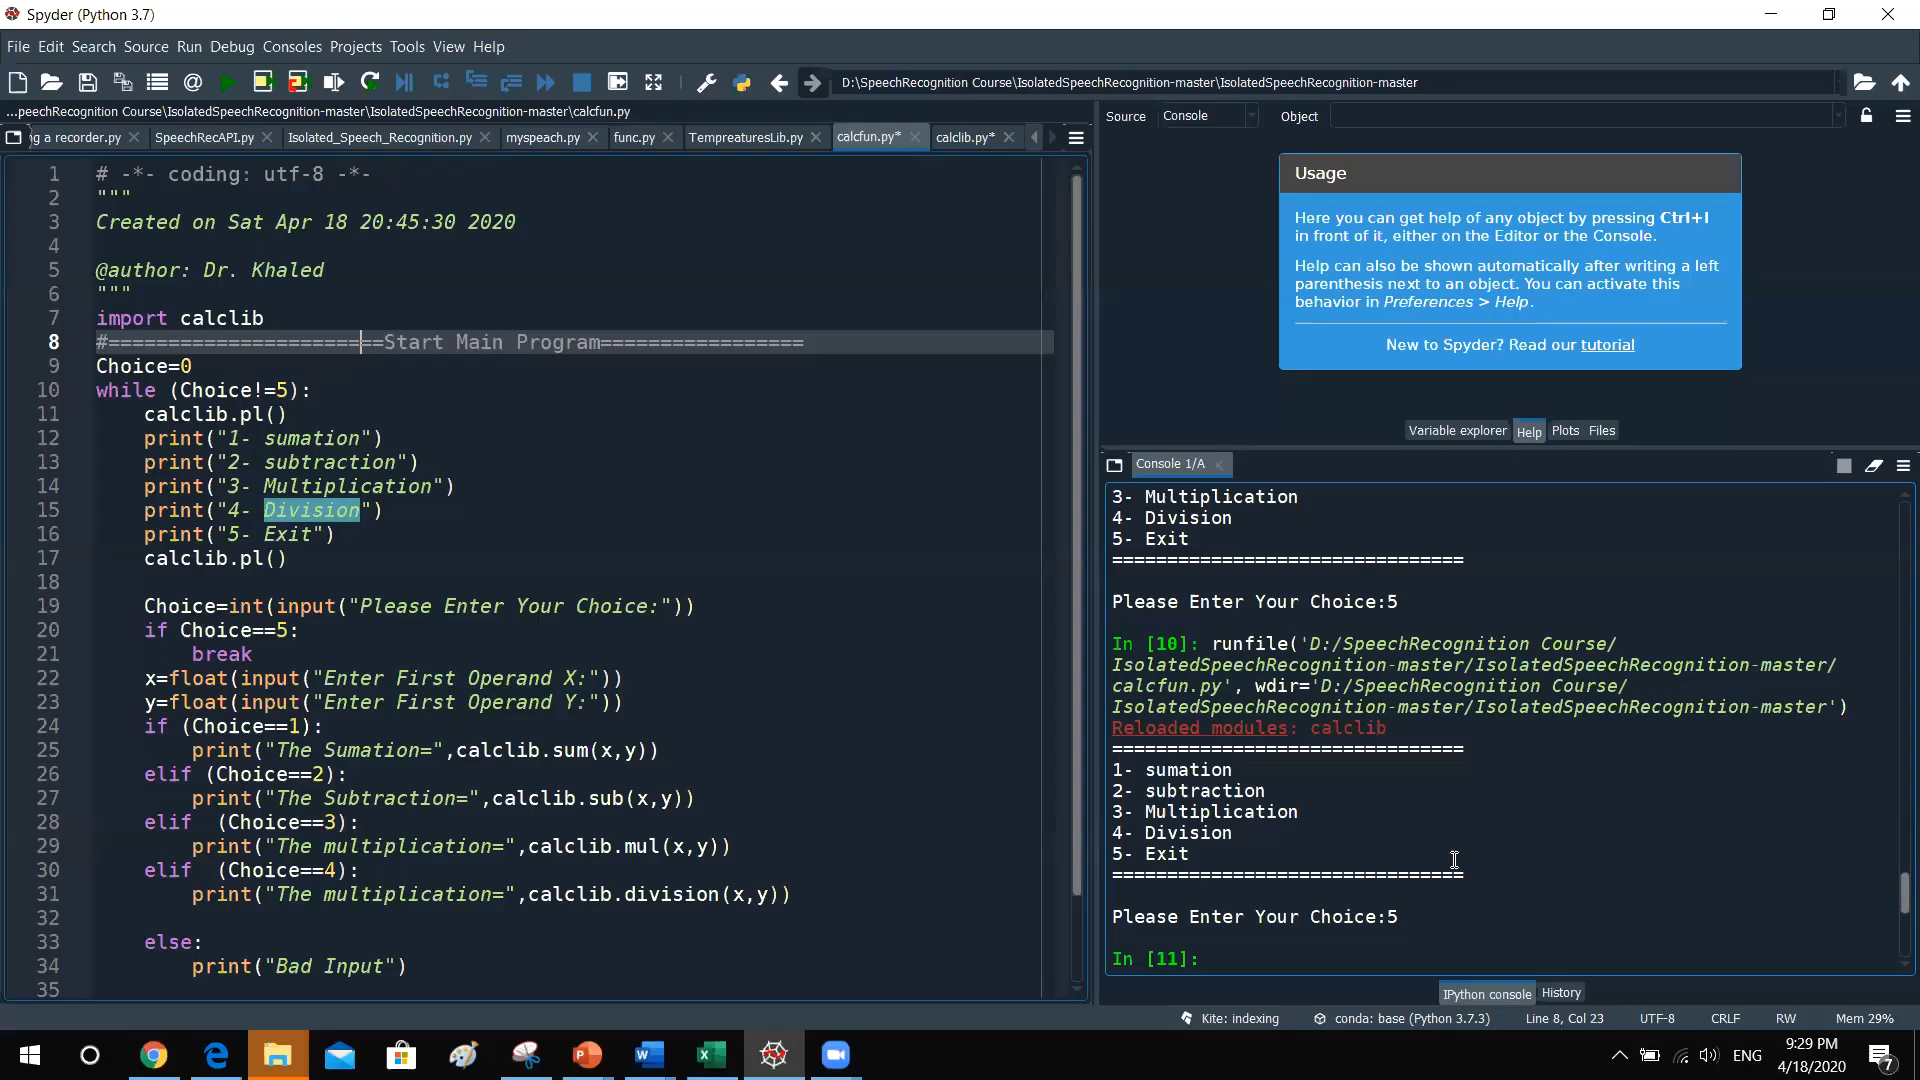 Spyder (Python 3.7)
File Edit Search Source Run Debug Consoles Projects Tools View Help
D:\SpeechRecognition Course\IsolatedSpeechRecognition-master\IsolatedSpeechRecognition-master
...peechRecognition Course\IsolatedSpeechRecognition-master\IsolatedSpeechRecognition-master\calcfun.py
ng a recorder.py SpeechRecAPI.py Isolated_Speech_Recognition.py myspeach.py func.py TempreaturesLib.py calcfun.py* calclib.py*
1 # -*- coding: utf-8 -*-
2 """
3 Created on Sat Apr 18 20:45:30 2020
4
5 @author: Dr. Khaled
6 """
7 import calclib
8 #=======================Start Main Program=================
9 Choice=0
10 while (Choice!=5):
11 calclib.pl()
12 print("1- sumation")
13 print("2- subtraction")
14 print("3- Multiplication")
15 print("4- Division")
16 print("5- Exit")
17 calclib.pl()
18
19 Choice=int(input("Please Enter Your Choice:"))
20 if Choice==5:
21 break
22 x=float(input("Enter First Operand X:"))
23 y=float(input("Enter First Operand Y:"))
24 if (Choice==1):
25 print("The Sumation=",calclib.sum(x,y))
26 elif (Choice==2):
27 print("The Subtraction=",calclib.sub(x,y))
28 elif  (Choice==3):
29 print("The multiplication=",calclib.mul(x,y))
30 elif  (Choice==4):
31 print("The multiplication=",calclib.division(x,y))
32
33 else:
34 print("Bad Input")
35
Source Console Object
Usage
Here you can get help of any object by pressing Ctrl+I
in front of it, either on the Editor or the Console.
Help can also be shown automatically after writing a left
parenthesis next to an object. You can activate this
behavior in Preferences > Help.
New to Spyder? Read our tutorial
Variable explorer Help Plots Files
Console 1/A
3- Multiplication
4- Division
5- Exit
================================
Please Enter Your Choice:5
In [10]: runfile('D:/SpeechRecognition Course/
IsolatedSpeechRecognition-master/IsolatedSpeechRecognition-master/
calcfun.py', wdir='D:/SpeechRecognition Course/
IsolatedSpeechRecognition-master/IsolatedSpeechRecognition-master')
Reloaded modules: calclib
================================
1- sumation
2- subtraction
3- Multiplication
4- Division
5- Exit
================================
Please Enter Your Choice:5
In [11]:
IPython console History
Kite: indexing conda: base (Python 3.7.3) Line 8, Col 23 UTF-8 CRLF RW Mem 29%
ENG
9:29 PM
4/18/2020
7